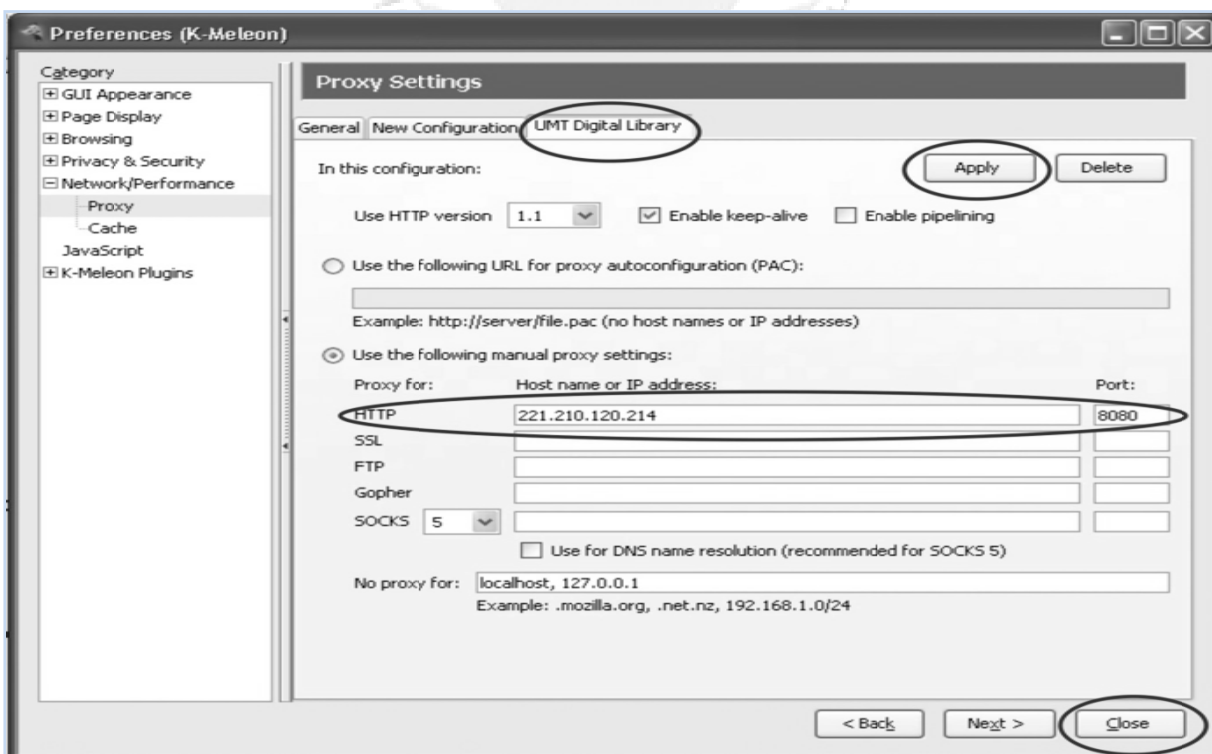 Preferences (K-Meleon)
Category
GUI Appearance
Page Display
Browsing
Privacy & Security
Network/Performance
Proxy
Cache
JavaScript
K-Meleon Plugins
Proxy Settings
General New Configuration UMT Digital Library
In this configuration: Apply Delete
Use HTTP version 1.1 Enable keep-alive Enable pipelining
Use the following URL for proxy autoconfiguration (PAC):
Example: http://server/file.pac (no host names or IP addresses)
Use the following manual proxy settings:
Proxy for: Host name or IP address: Port:
HTTP 221.210.120.214 8080
SSL
FTP
Gopher
SOCKS 5
Use for DNS name resolution (recommended for SOCKS 5)
No proxy for: localhost, 127.0.0.1
Example: .mozilla.org, .net.nz, 192.168.1.0/24
< Back Next > Close